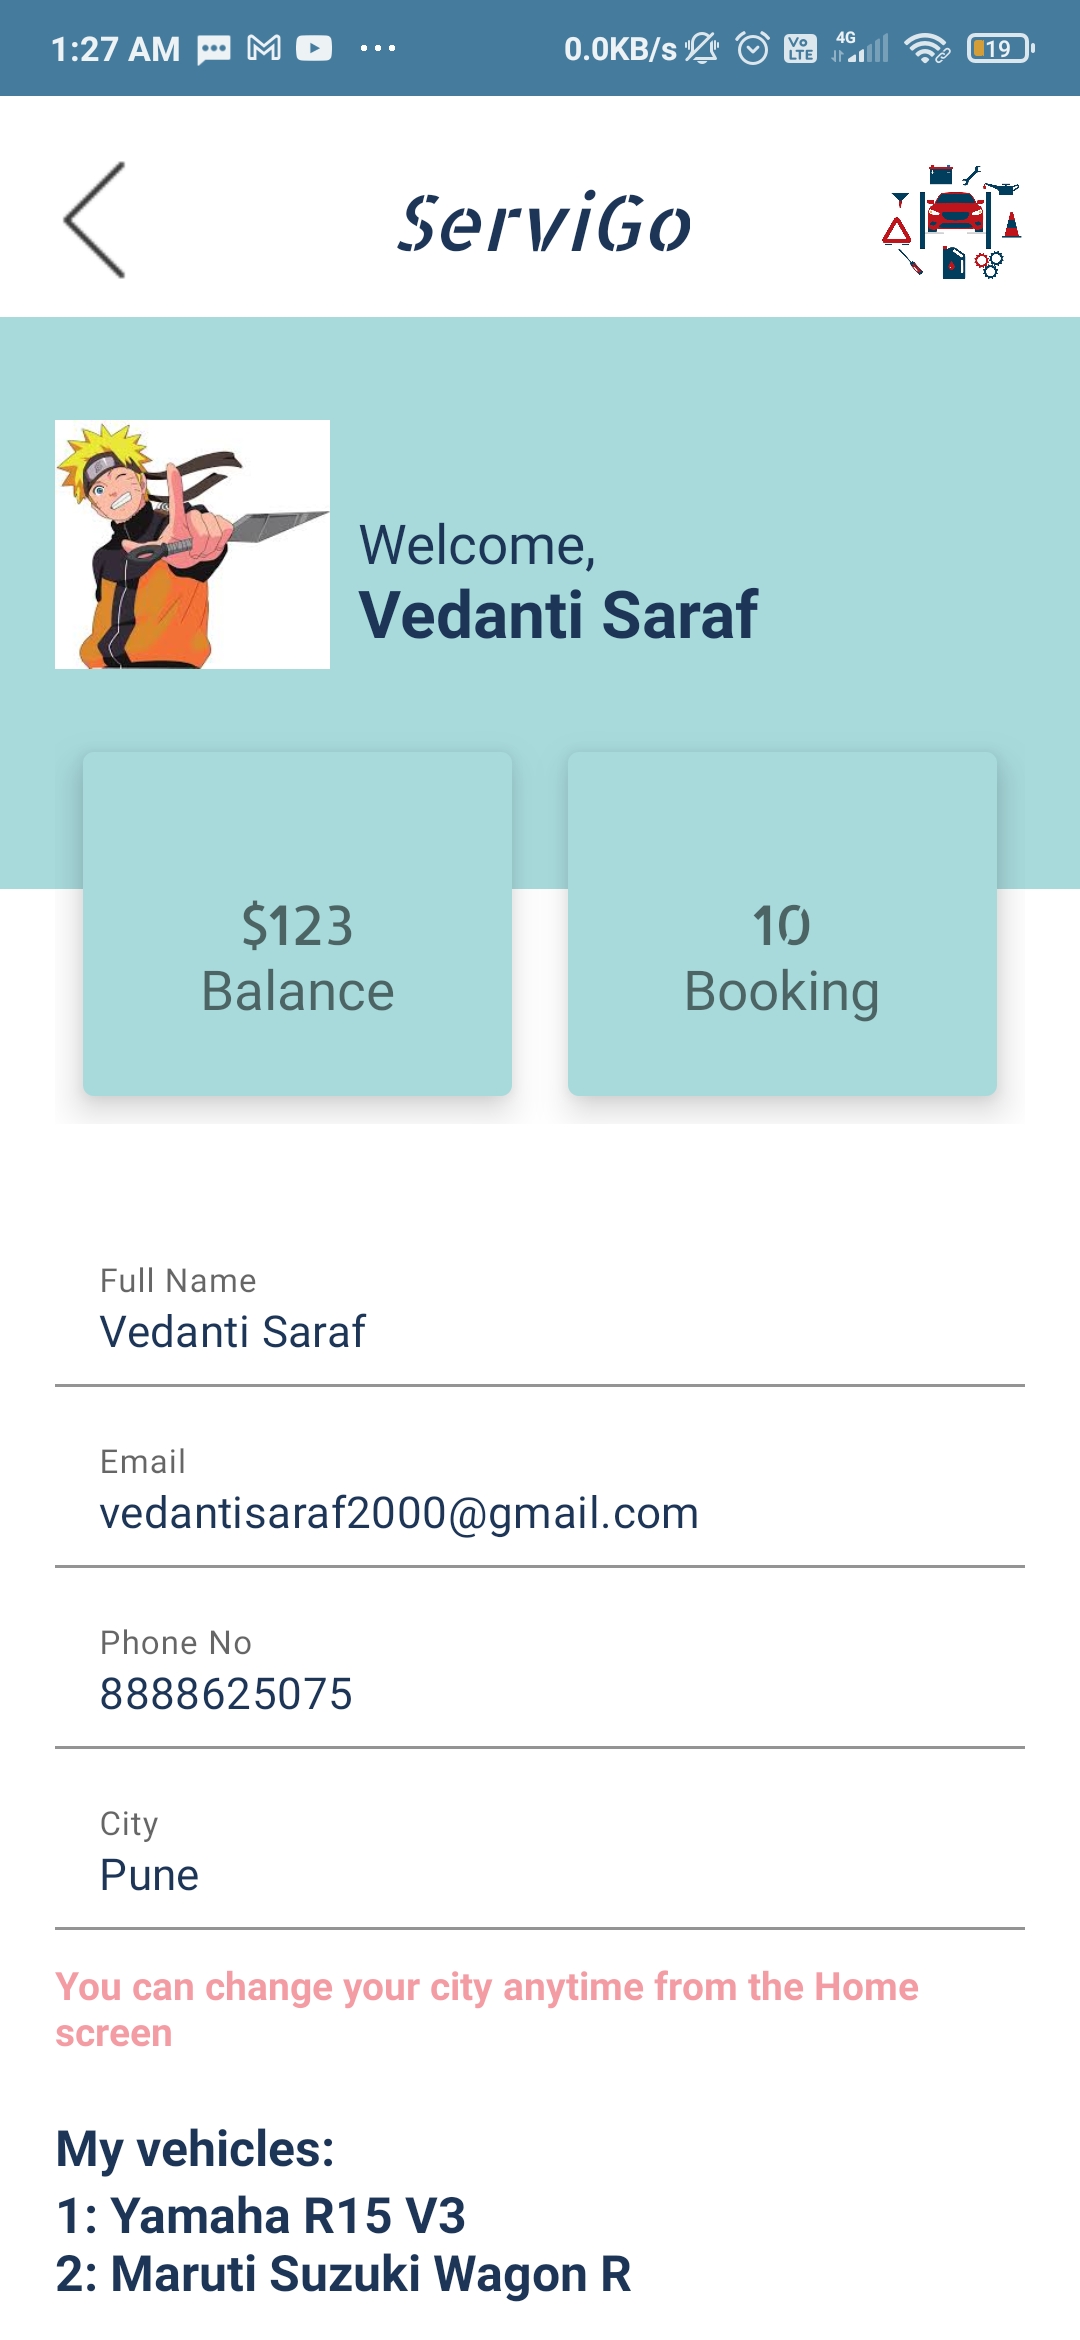 1:27 AM 0.0KB/s Vo LTE 4G 19
ServiGo
Welcome,
Vedanti Saraf
$123
Balance
10
Booking
Full Name
Vedanti Saraf
Email
vedantisaraf2000@gmail.com
Phone No
8888625075
City
Pune
You can change your city anytime from the Home
screen
My vehicles:
1: Yamaha R15 V3
2: Maruti Suzuki Wagon R